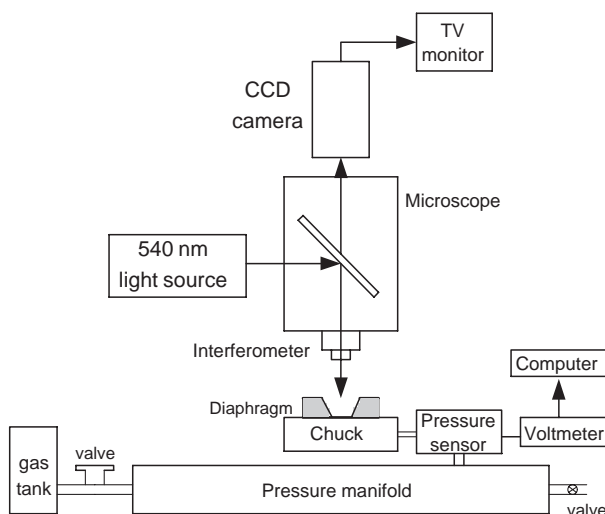 TV
monitor
CCD
camera
Microscope
540 nm
light source
Interferometer
Computer
Diaphragm
Chuck
Pressure
sensor
Voltmeter
gas
tank
valve
Pressure manifold
valve